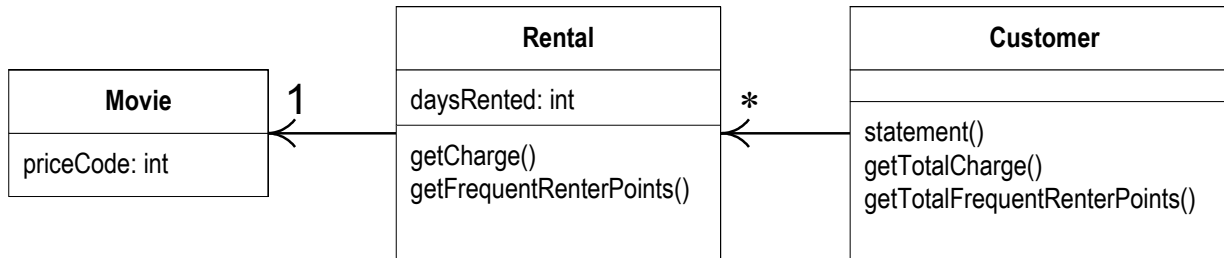 Movie
priceCode: int
1
Rental
daysRented: int
getCharge()
getFrequentRenterPoints()
*
Customer
statement()
getTotalCharge()
getTotalFrequentRenterPoints()